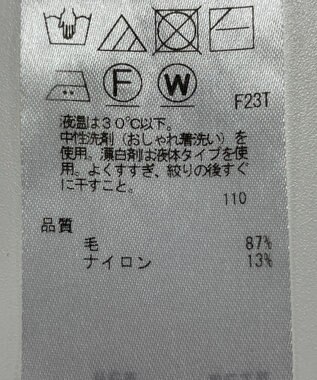 F
W
F23T
液温は30℃以下。
中性洗剤(おしゃれ着洗い)を
使用。漂白剤は液体タイプを使
用。よくすすぎ、絞りの後すぐ
に干すこと。
110
品質
毛 87%
ナイロン 13%